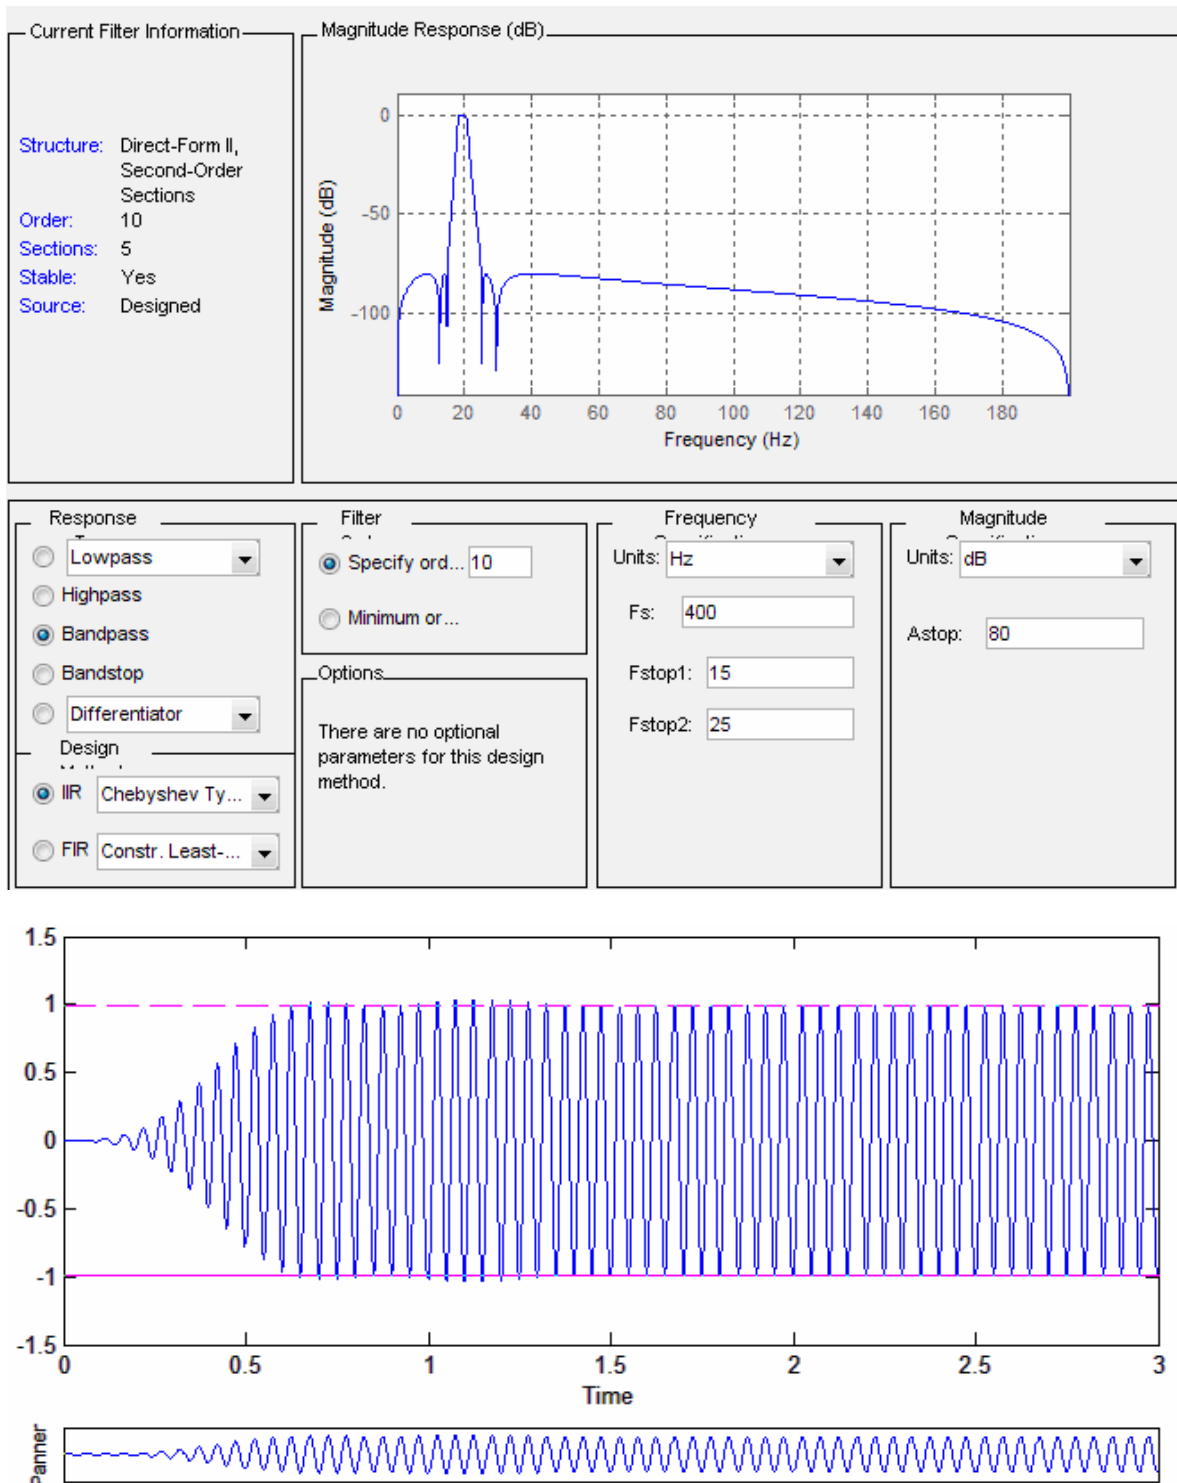 Current Filter Information
Structure: Direct-Form II,
Second-Order
Sections
Order: 10
Sections: 5
Stable: Yes
Source: Designed
Magnitude Response (dB)
Magnitude (dB)
0
-50
-100
0 20 40 60 80 100 120 140 160 180
Frequency (Hz)
Response
Lowpass
Highpass
Bandpass
Bandstop
Differentiator
Design
IIR Chebyshev Ty...
FIR Constr. Least-...
Filter
Specify ord... 10
Minimum or...
Options
There are no optional
parameters for this design
method.
Frequency
Units: Hz
Fs: 400
Fstop1: 15
Fstop2: 25
Magnitude
Units: dB
Astop: 80
1.5
1
0.5
0
-0.5
-1
-1.5
0 0.5 1 1.5 2 2.5 3
Time
Panner